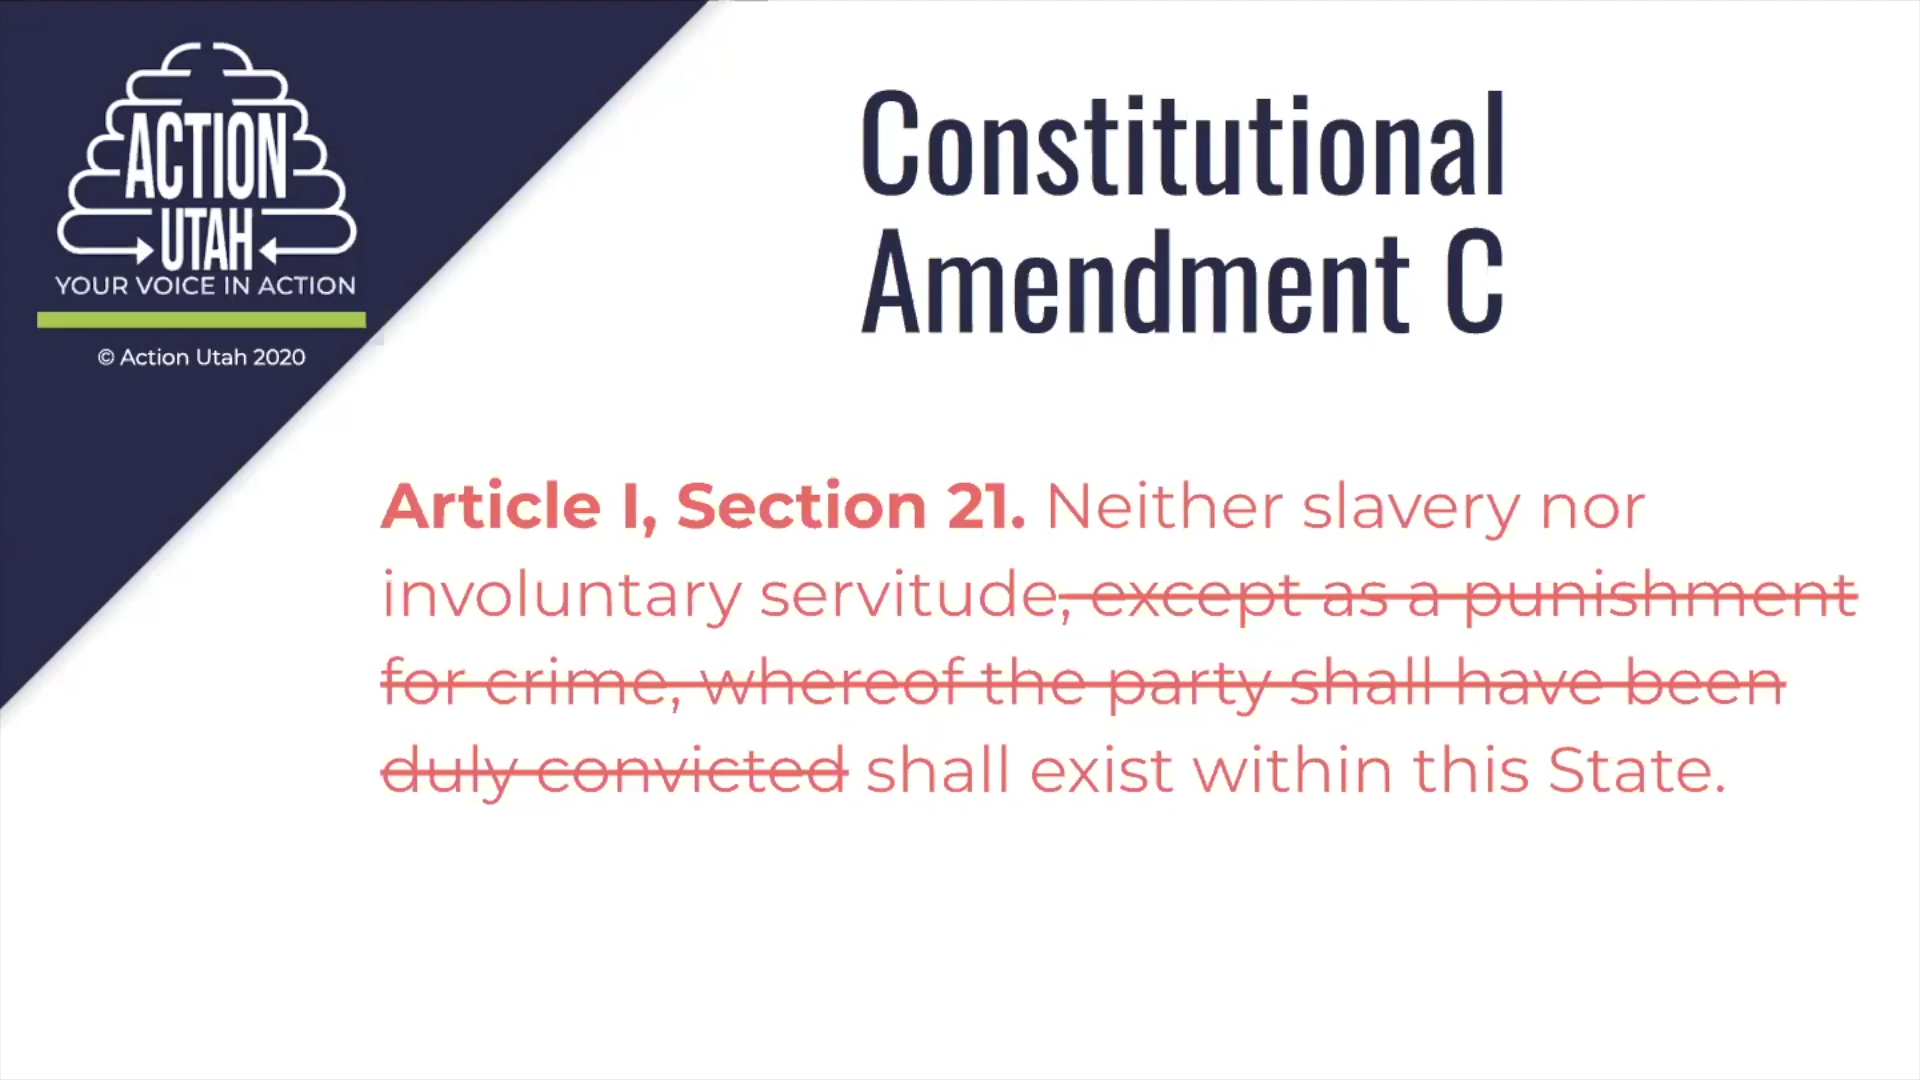 ACTION
UTAH
YOUR VOICE IN ACTION
© Action Utah 2020
Constitutional
Amendment C
Article I, Section 21. Neither slavery nor
involuntary servitude, except as a punishment
for crime, whereof the party shall have been
duly convicted shall exist within this State.